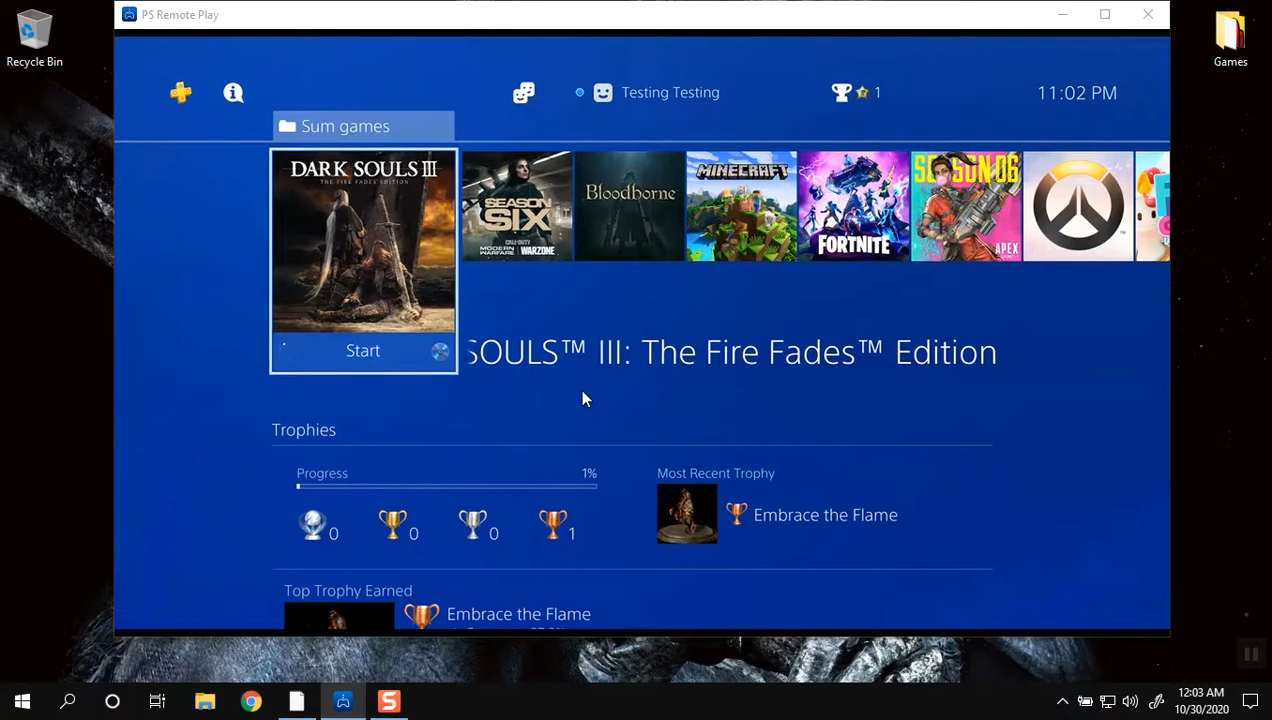 PS Remote Play
Recycle Bin
Games
Testing Testing
1
11:02 PM
Sum games
DARK SOULS III
THE FIRE FADES EDITION
SEASON
SIX
CALL OF DUTY
MODERN WARFARE | WARZONE
Bloodborne
MINECRAFT
FORTNITE
SEASON 06
APEX
Start
SOULS™ III: The Fire Fades™ Edition
Trophies
Progress
1%
Most Recent Trophy
0
0
0
1
Embrace the Flame
Top Trophy Earned
Embrace the Flame
12:03 AM
10/30/2020